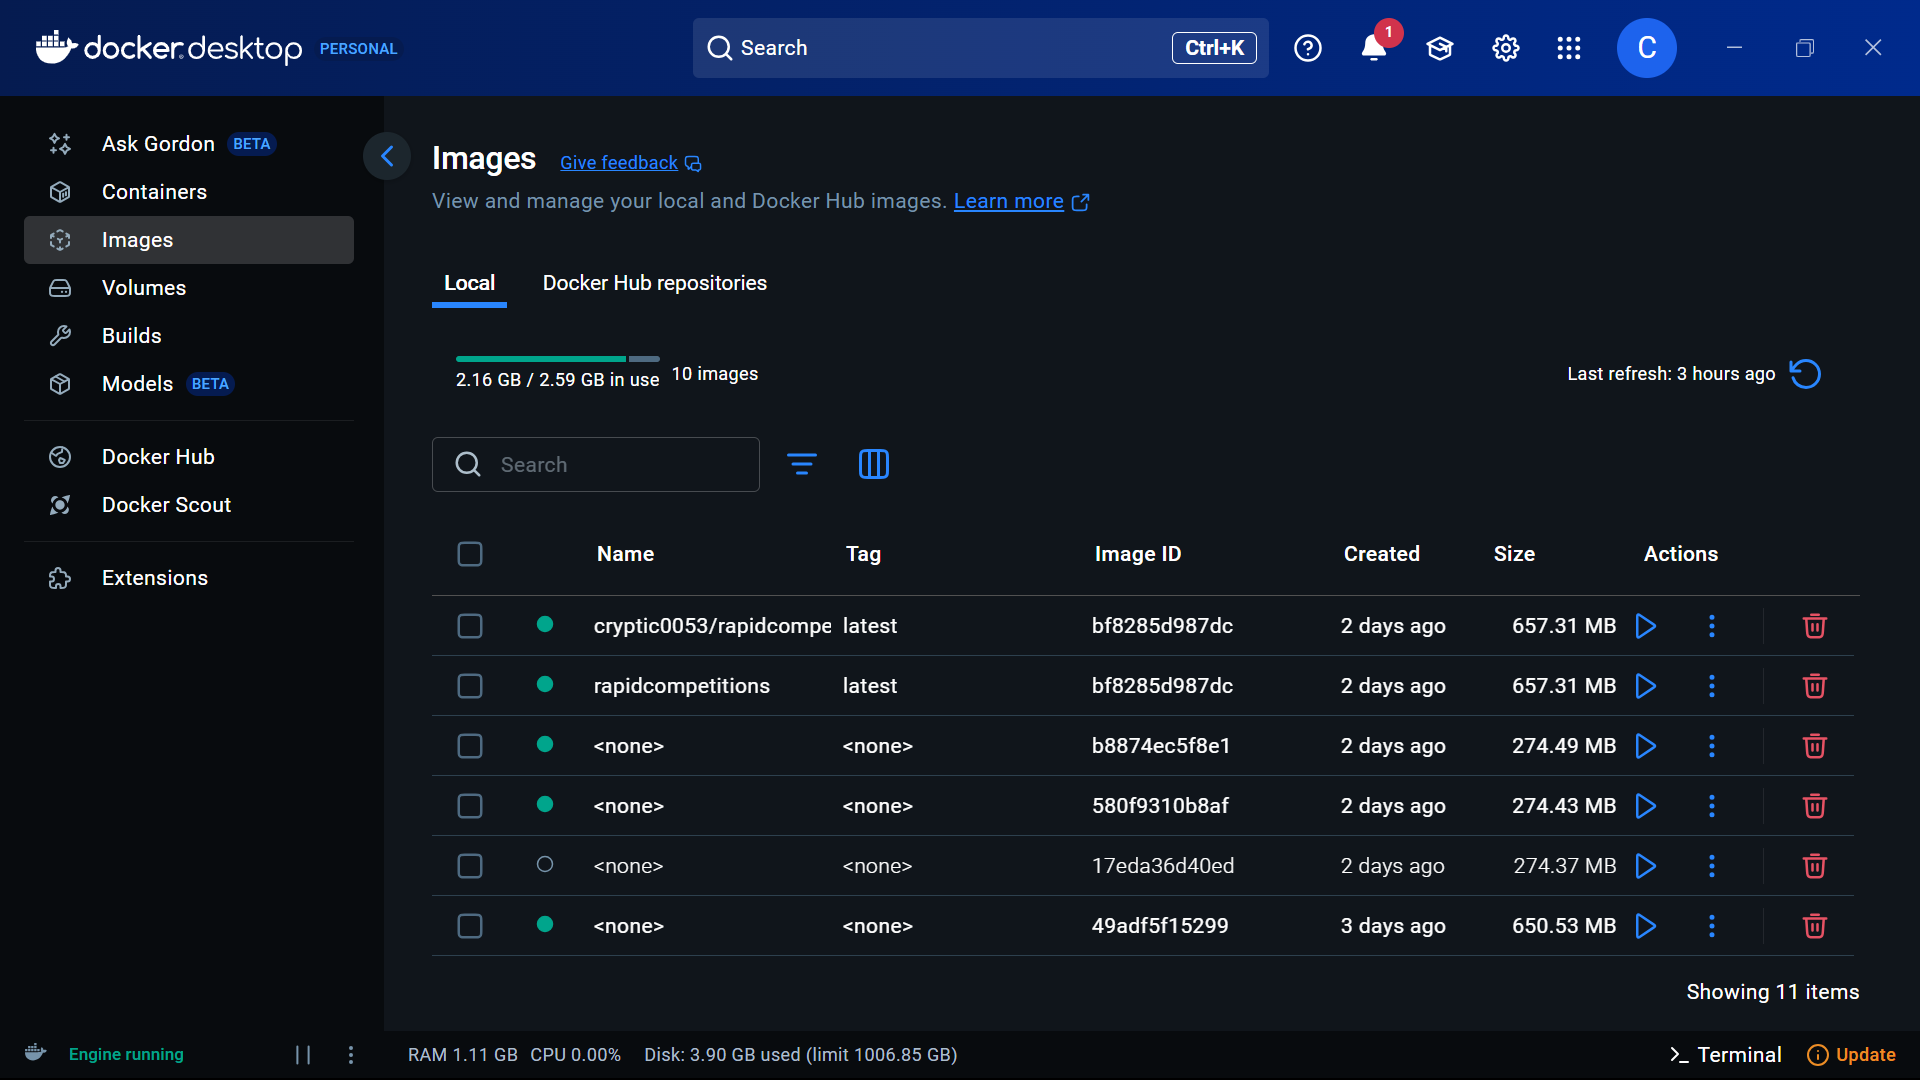 docker.desktop PERSONAL
Search Ctrl+K
1
C
Ask Gordon BETA
Containers
Images
Volumes
Builds
Models BETA
Docker Hub
Docker Scout
Extensions
Images Give feedback
View and manage your local and Docker Hub images. Learn more
Local Docker Hub repositories
2.16 GB / 2.59 GB in use 10 images
Last refresh: 3 hours ago
Search
Name Tag Image ID Created Size Actions
cryptic0053/rapidcompe latest bf8285d987dc 2 days ago 657.31 MB
rapidcompetitions latest bf8285d987dc 2 days ago 657.31 MB
<none> <none> b8874ec5f8e1 2 days ago 274.49 MB
<none> <none> 580f9310b8af 2 days ago 274.43 MB
<none> <none> 17eda36d40ed 2 days ago 274.37 MB
<none> <none> 49adf5f15299 3 days ago 650.53 MB
Showing 11 items
Engine running
RAM 1.11 GB CPU 0.00% Disk: 3.90 GB used (limit 1006.85 GB)
Terminal
Update